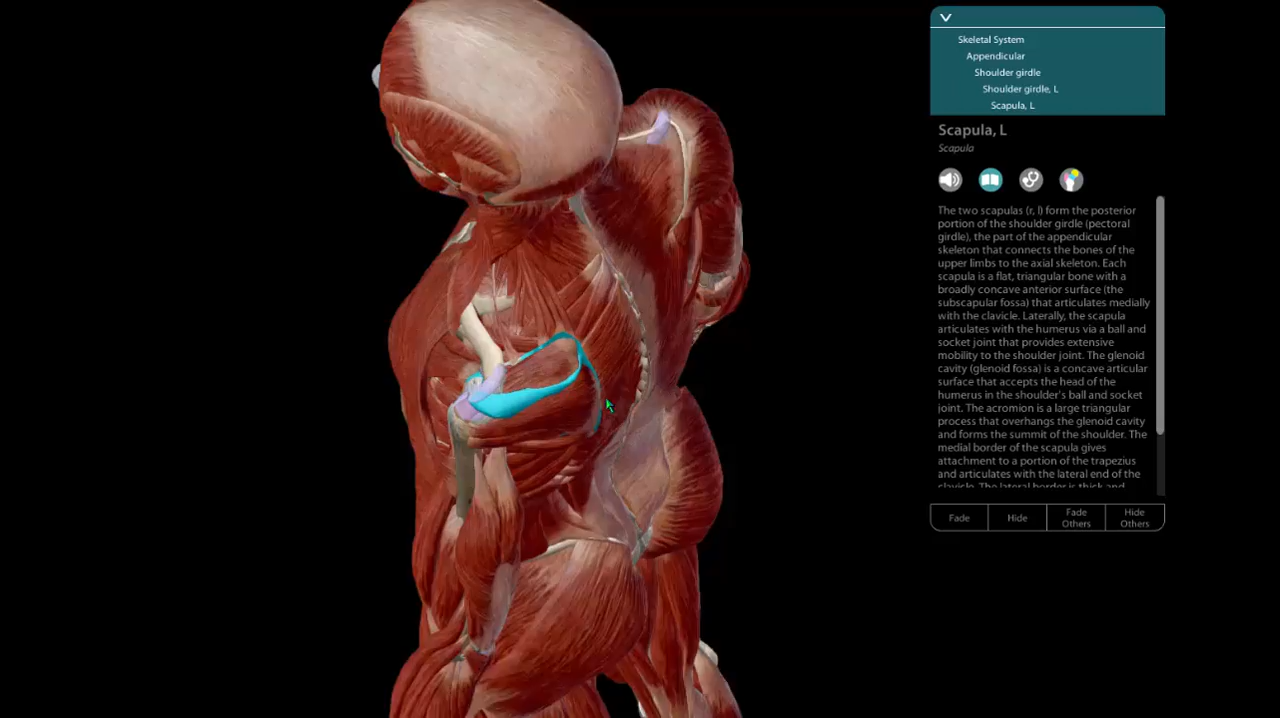 Skeletal System
Appendicular
Shoulder girdle
Shoulder girdle, L
Scapula, L
Scapula, L
Scapula
The two scapulas (r, l) form the posterior
portion of the shoulder girdle (pectoral
girdle), the part of the appendicular
skeleton that connects the bones of the
upper limbs to the axial skeleton. Each
scapula is a flat, triangular bone with a
broadly concave anterior surface (the
subscapular fossa) that articulates medially
with the clavicle. Laterally, the scapula
articulates with the humerus via a ball and
socket joint that provides extensive
mobility to the shoulder joint. The glenoid
cavity (glenoid fossa) is a concave articular
surface that accepts the head of the
humerus in the shoulder's ball and socket
joint. The acromion is a large triangular
process that overhangs the glenoid cavity
and forms the summit of the shoulder. The
medial border of the scapula gives
attachment to a portion of the trapezius
and articulates with the lateral end of the
clavicle. The lateral border is thick and
Fade
Hide
Fade
Others
Hide
Others